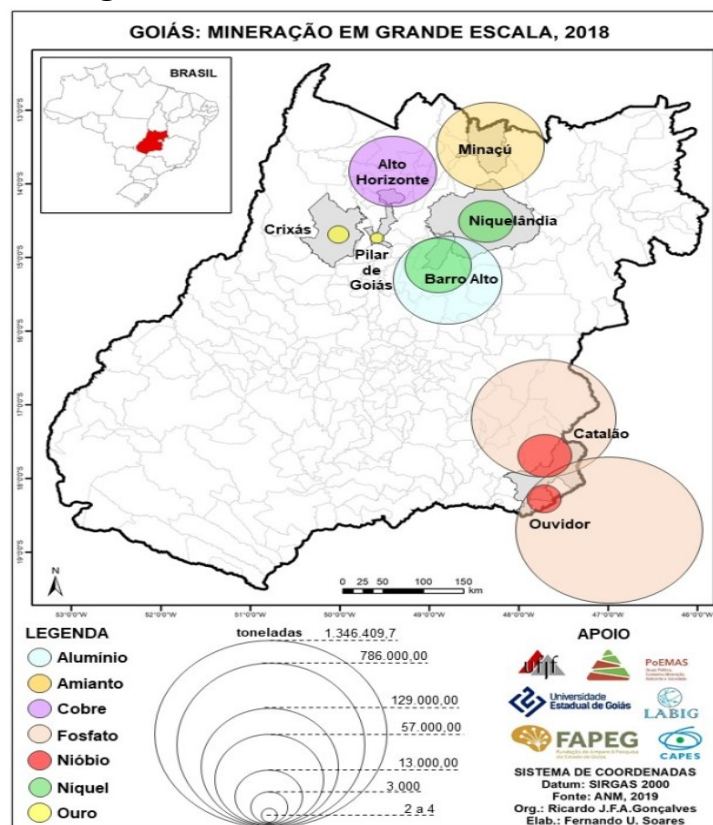 GOIÁS: MINERAÇÃO EM GRANDE ESCALA, 2018
BRASIL
13°0'0"S
14°0'0"S
15°0'0"S
16°0'0"S
17°0'0"S
18°0'0"S
19°0'0"S
Minaçú
Alto
Horizonte
Niquelândia
Crixás
Pilar
de
Goiás
Barro Alto
Catalão
Ouvidor
N
0 25 50 100 150
km
53°0'0"W
52°0'0"W
51°0'0"W
50°0'0"W
49°0'0"W
48°0'0"W
47°0'0"W
46°0'0"W
LEGENDA
Alumínio
Amianto
Cobre
Fosfato
Nióbio
Níquel
Ouro
toneladas
1.346.409,7
786.000,00
129.000,00
57.000,00
13.000,00
3.000
2 a 4
APOIO
ufjf
PoEMAS
Universidade
Estadual de Goiás
LABIG
FAPEG
CAPES
SISTEMA DE COORDENADAS
Datum: SIRGAS 2000
Fonte: ANM, 2019
Org.: Ricardo J.F.A.Gonçalves
Elab.: Fernando U. Soares